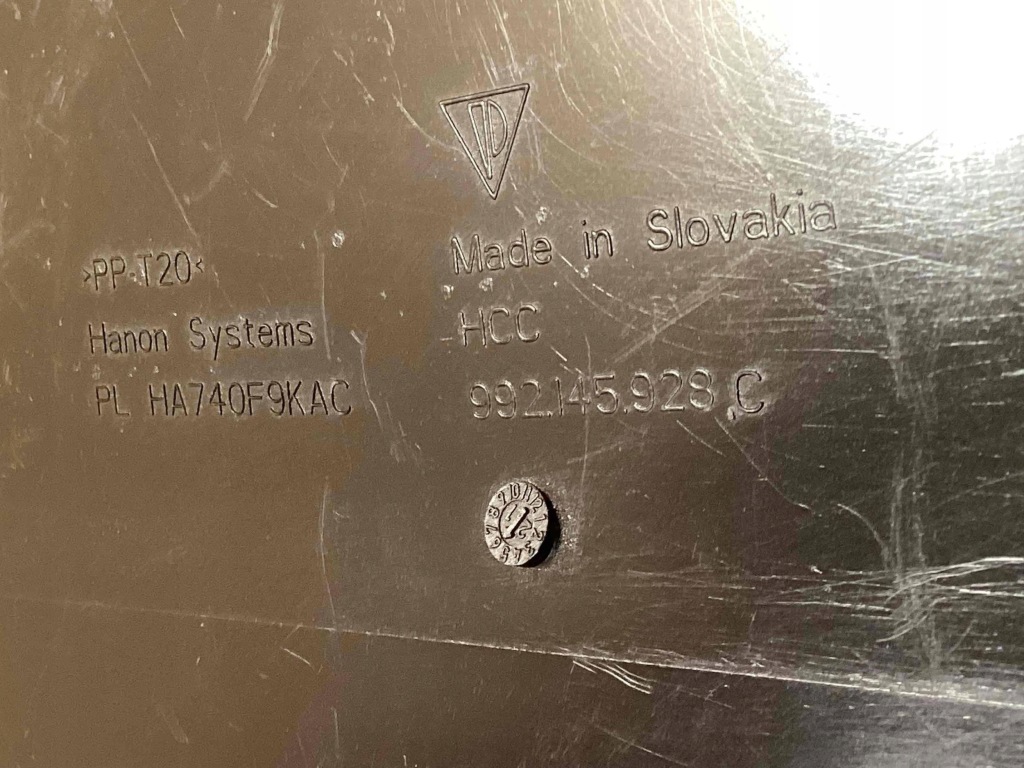 Made in Slovakia
>PP-T20<
HCC
Hanon Systems
992.145.928 C
PL HA740F9KAC